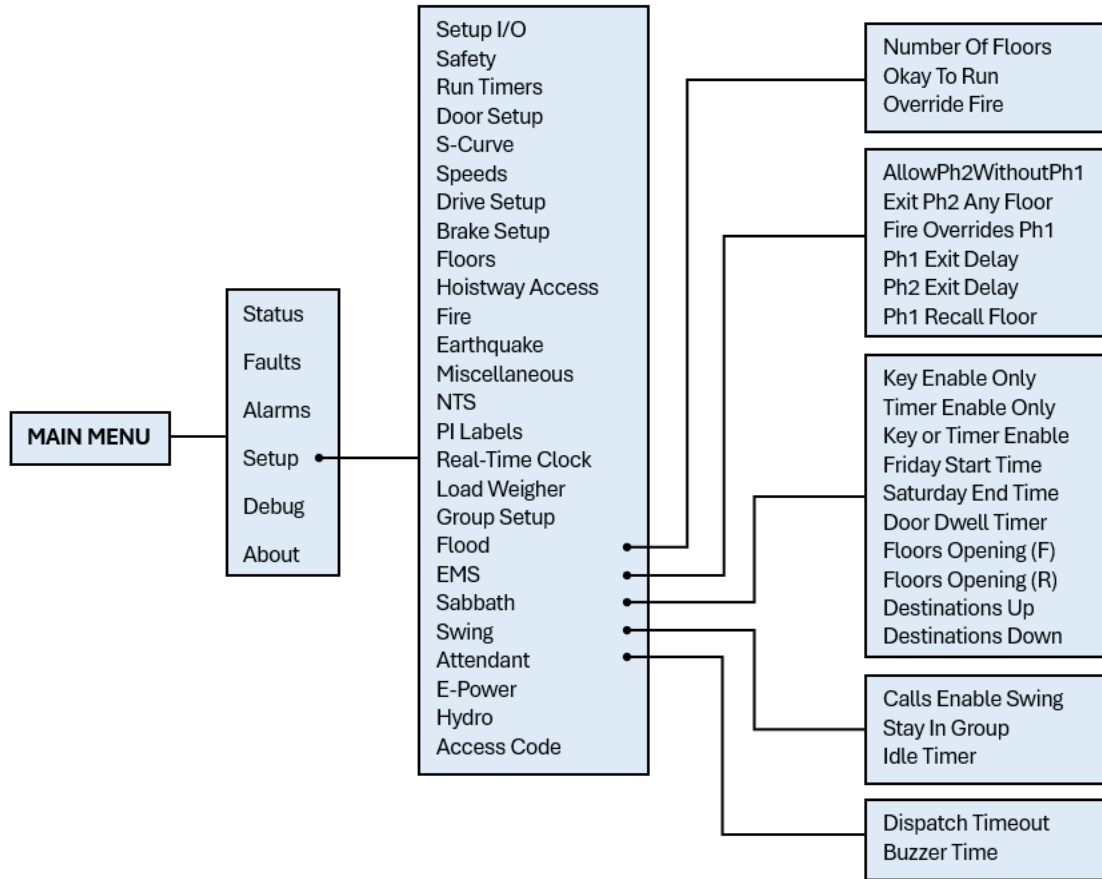 MAIN MENU
Status
Faults
Alarms
Setup
Debug
About
Setup I/O
Safety
Run Timers
Door Setup
S-Curve
Speeds
Drive Setup
Brake Setup
Floors
Hoistway Access
Fire
Earthquake
Miscellaneous
NTS
PI Labels
Real-Time Clock
Load Weigher
Group Setup
Flood
EMS
Sabbath
Swing
Attendant
E-Power
Hydro
Access Code
Number Of Floors
Okay To Run
Override Fire
AllowPh2WithoutPh1
Exit Ph2 Any Floor
Fire Overrides Ph1
Ph1 Exit Delay
Ph2 Exit Delay
Ph1 Recall Floor
Key Enable Only
Timer Enable Only
Key or Timer Enable
Friday Start Time
Saturday End Time
Door Dwell Timer
Floors Opening (F)
Floors Opening (R)
Destinations Up
Destinations Down
Calls Enable Swing
Stay In Group
Idle Timer
Dispatch Timeout
Buzzer Time